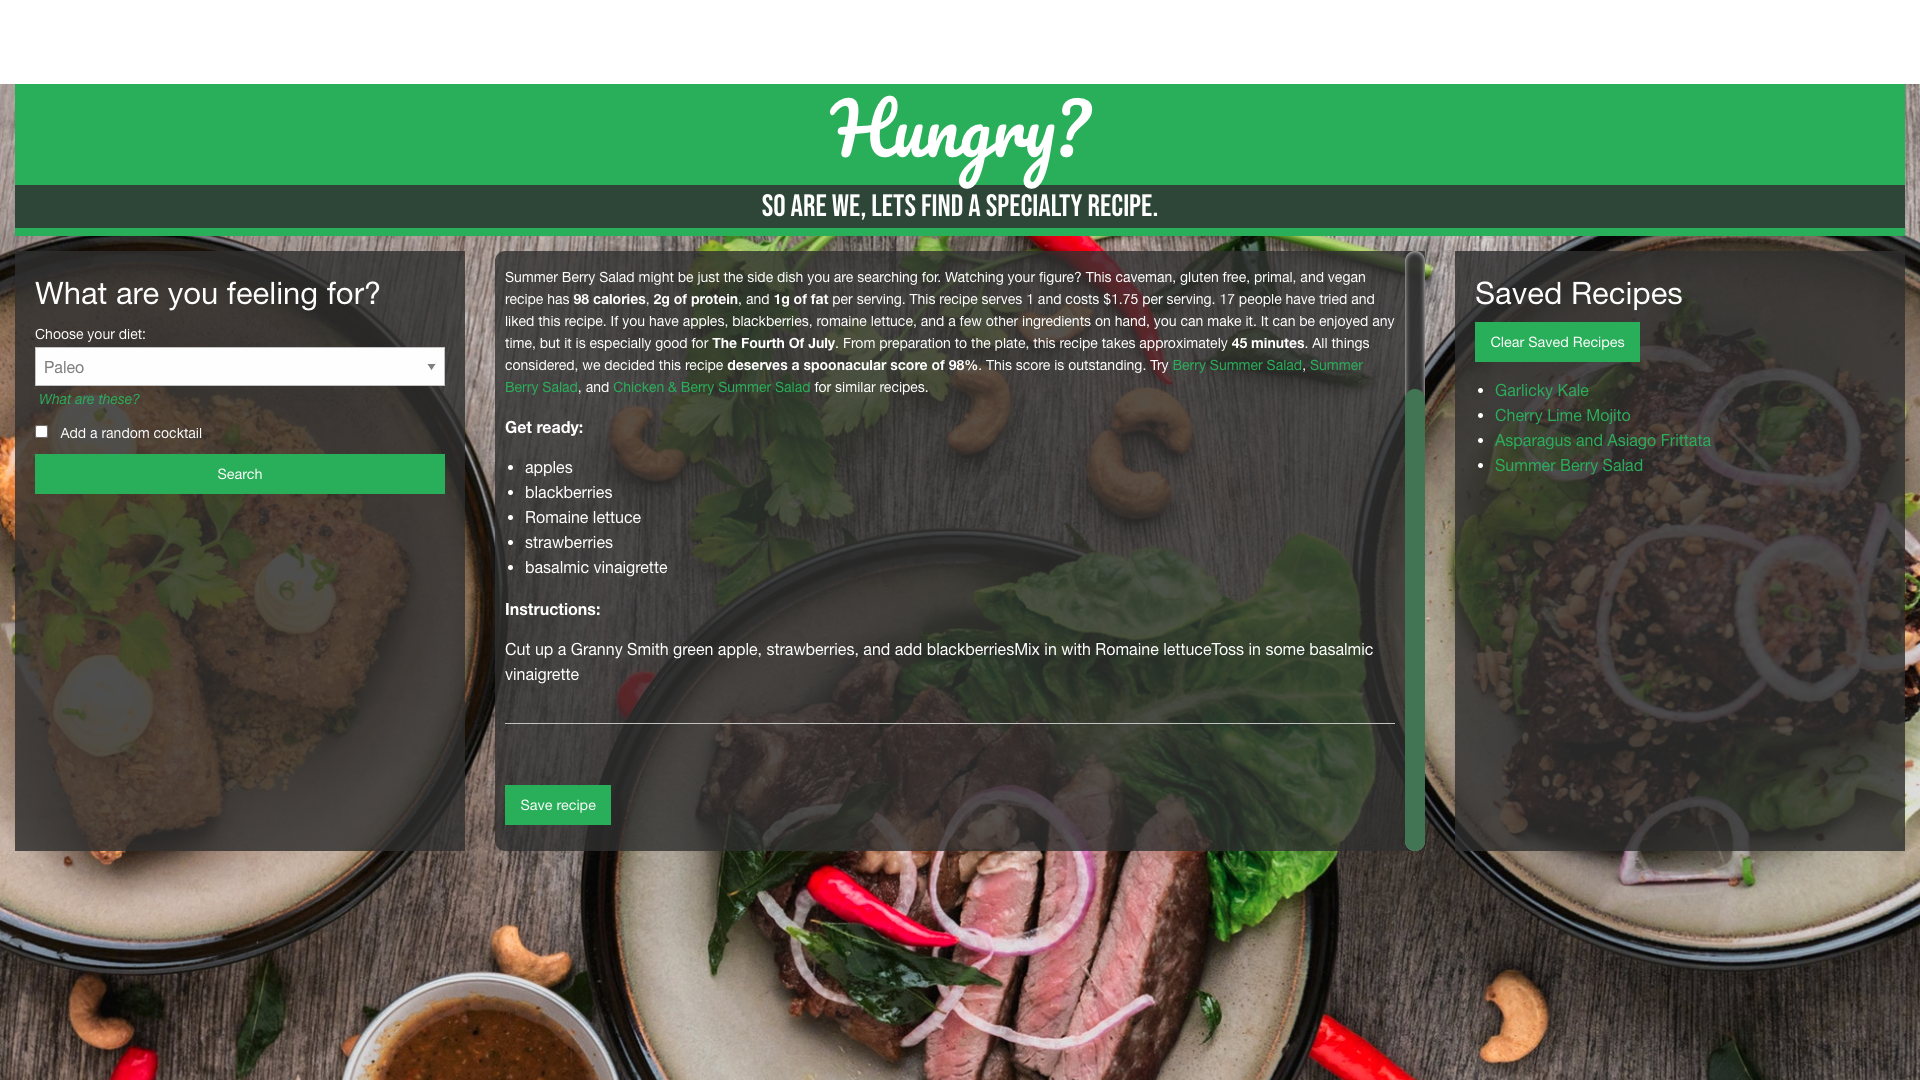 Hungry?
SO ARE WE, LETS FIND A SPECIALTY RECIPE.
What are you feeling for?
Choose your diet:
Paleo
What are these?
Add a random cocktail
Search
Summer Berry Salad might be just the side dish you are searching for. Watching your figure? This caveman, gluten free, primal, and vegan
recipe has 98 calories, 2g of protein, and 1g of fat per serving. This recipe serves 1 and costs $1.75 per serving. 17 people have tried and
liked this recipe. If you have apples, blackberries, romaine lettuce, and a few other ingredients on hand, you can make it. It can be enjoyed any
time, but it is especially good for The Fourth Of July. From preparation to the plate, this recipe takes approximately 45 minutes. All things
considered, we decided this recipe deserves a spoonacular score of 98%. This score is outstanding. Try Berry Summer Salad, Summer
Berry Salad, and Chicken & Berry Summer Salad for similar recipes.
Get ready:
apples
blackberries
Romaine lettuce
strawberries
basalmic vinaigrette
Instructions:
Cut up a Granny Smith green apple, strawberries, and add blackberriesMix in with Romaine lettuceToss in some basalmic
vinaigrette
Save recipe
Saved Recipes
Clear Saved Recipes
Garlicky Kale
Cherry Lime Mojito
Asparagus and Asiago Frittata
Summer Berry Salad